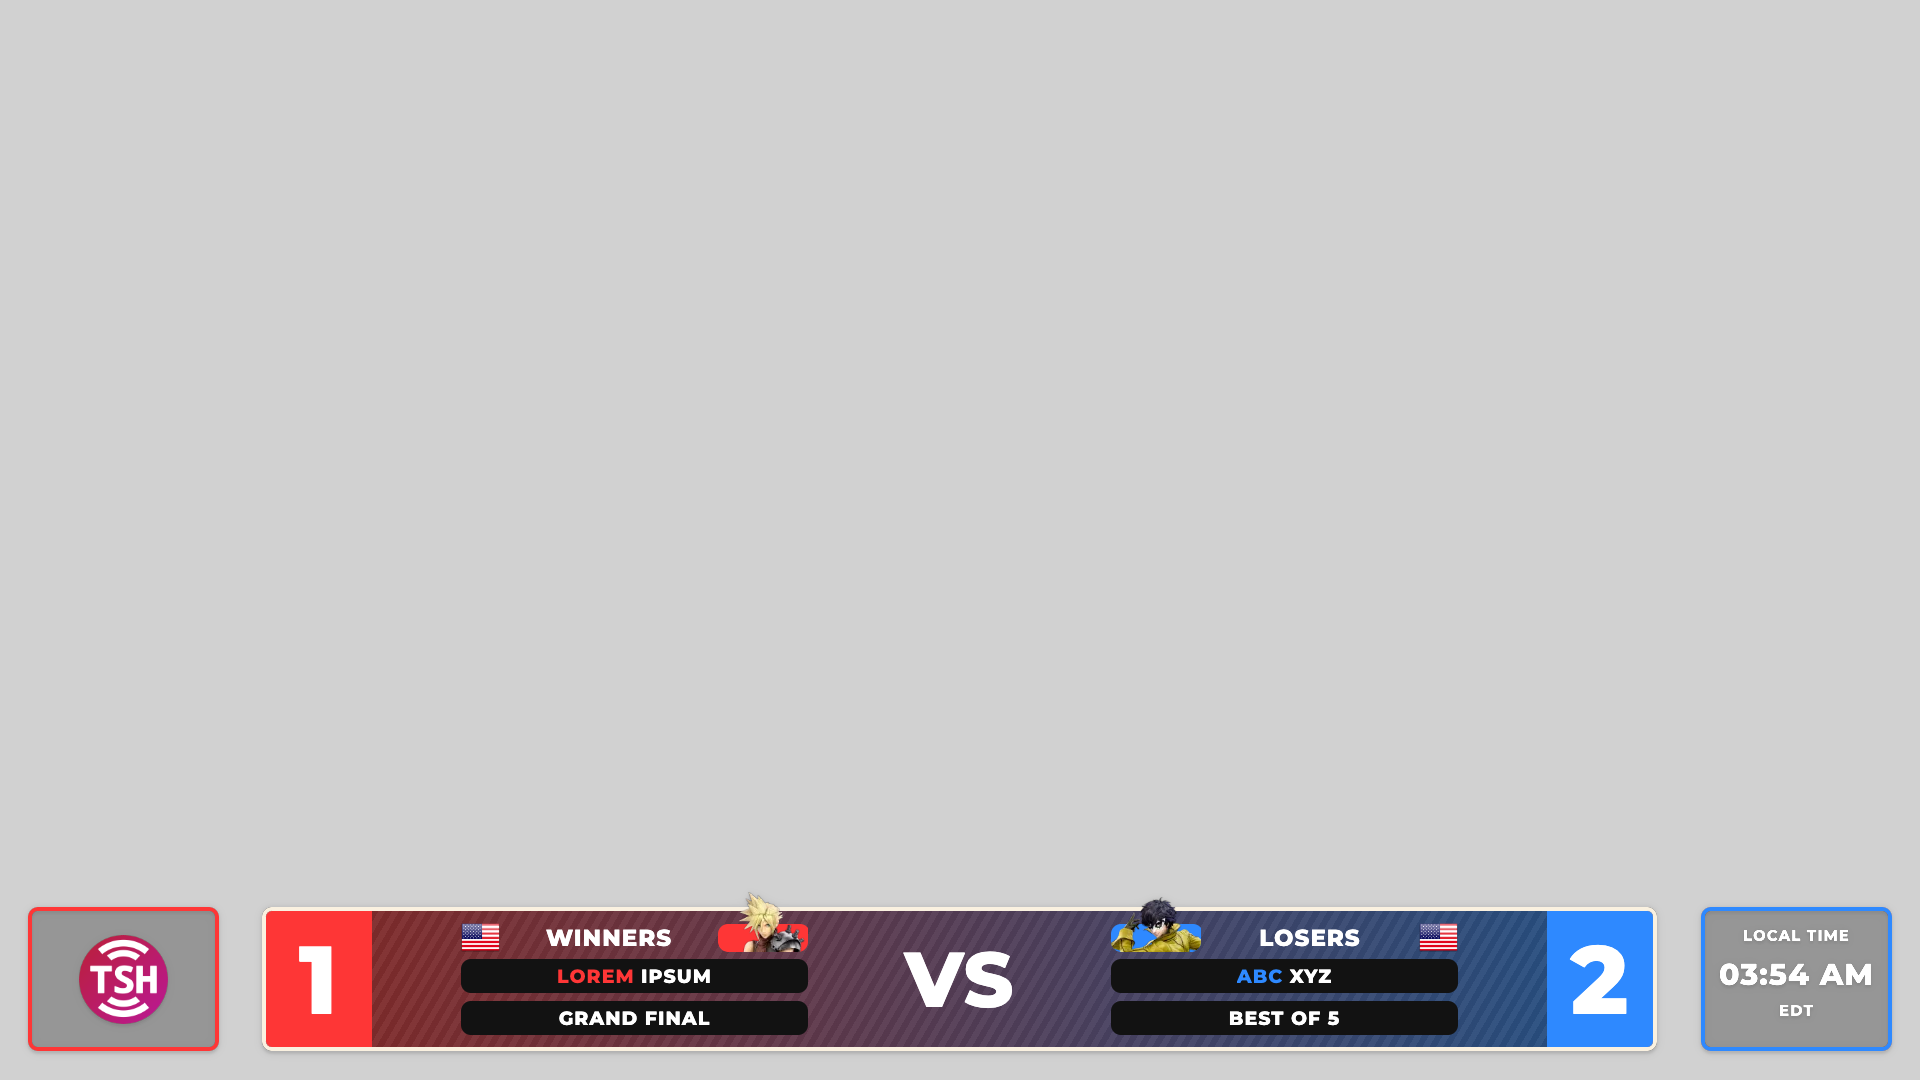 TSH
1
WINNERS
LOREM IPSUM
GRAND FINAL
VS
LOSERS
ABC XYZ
BEST OF 5
2
LOCAL TIME
03:54 AM
EDT